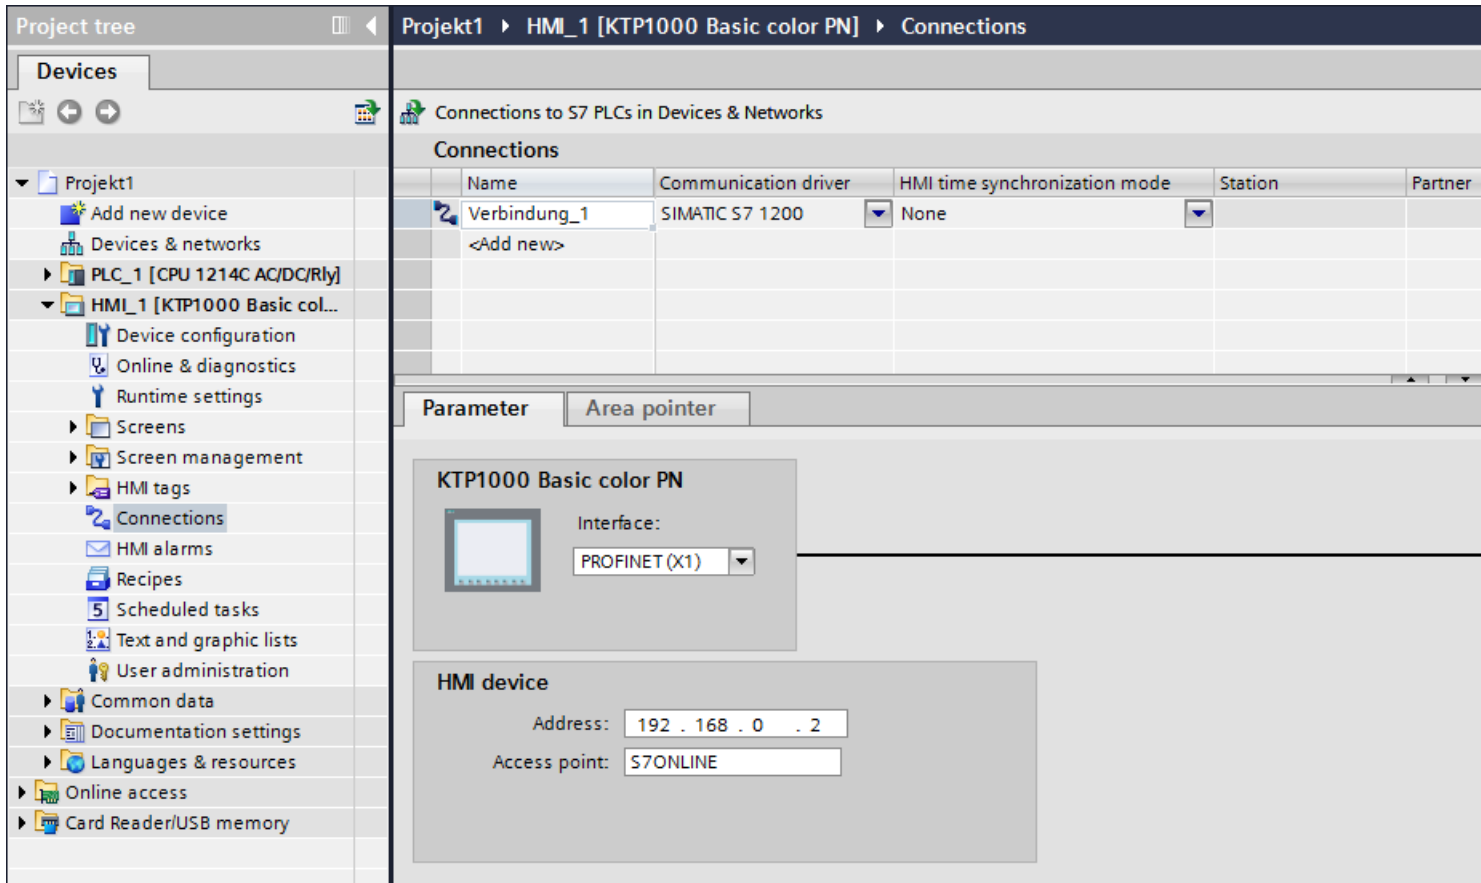 Project tree
Devices
Projekt1
Add new device
Devices & networks
PLC_1 [CPU 1214C AC/DC/Rly]
HMI_1 [KTP1000 Basic col...
Device configuration
Online & diagnostics
Runtime settings
Screens
Screen management
HMI tags
Connections
HMI alarms
Recipes
Scheduled tasks
Text and graphic lists
User administration
Common data
Documentation settings
Languages & resources
Online access
Card Reader/USB memory
Projekt1 HMI_1 [KTP1000 Basic color PN] Connections
Connections to S7 PLCs in Devices & Networks
Connections
Name Communication driver HMI time synchronization mode Station Partner
Verbindung_1 SIMATIC S7 1200 None
<Add new>
Parameter Area pointer
KTP1000 Basic color PN
Interface:
PROFINET (X1)
HMI device
Address: 192 . 168 . 0 . 2
Access point: S7ONLINE